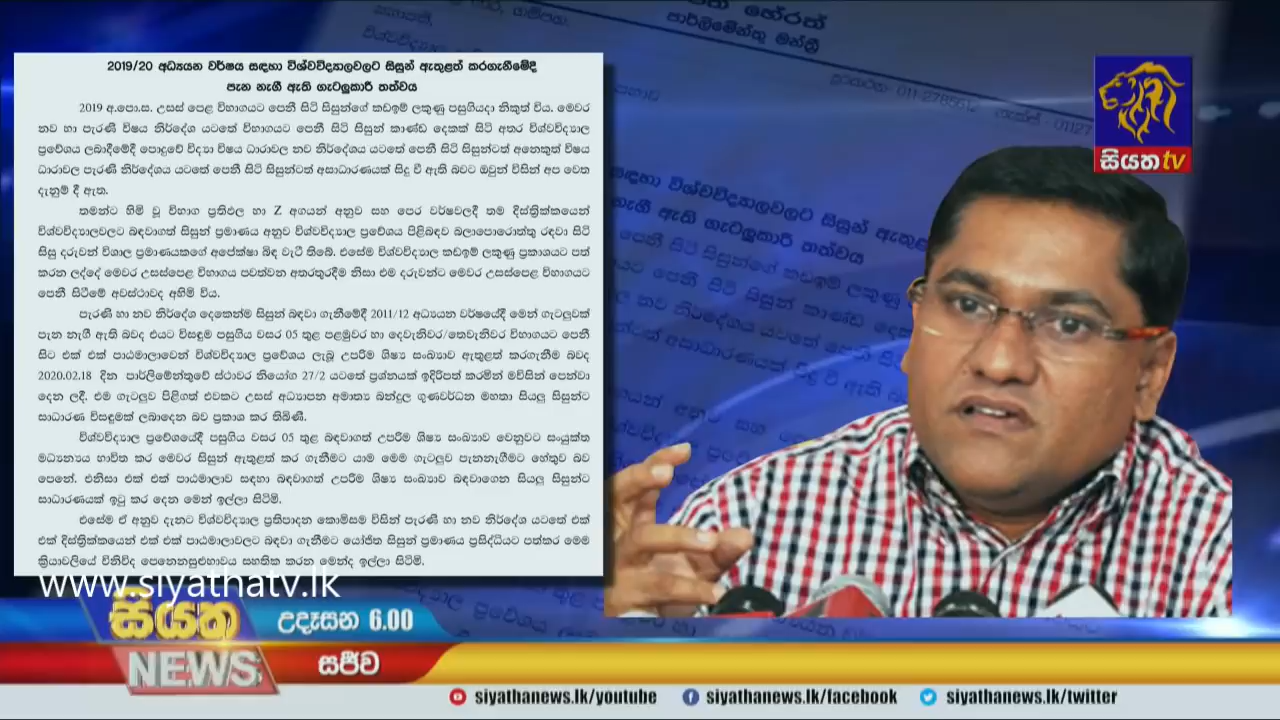 හේරත්
පාර්ලිමේන්තු මන්ත්‍රී
2019/20 අධ්‍යයන වර්ෂය සඳහා විශ්වවිද්‍යාලවලට සිසුන් ඇතුළත් කරගැනීමේදී
පැන නැගී ඇති ගැටලුකාරී තත්වය
2019 අ.පො.ස. උසස් පෙළ විභාගයට පෙනී සිටි සිසුන්ගේ කඩඉම් ලකුණු පසුගියදා නිකුත් විය. මෙවර
නව හා පැරණි විෂය නිර්දේශ යටතේ විභාගයට පෙනී සිටි සිසුන් කාණ්ඩ දෙකක් සිටි අතර විශ්වවිද්‍යාල
ප්‍රවේශය ලබාදීමේදී පොදුවේ විද්‍යා විෂය ධාරාවල නව නිර්දේශය යටතේ පෙනී සිටි සිසුන්ටත් අනෙකුත් විෂය
ධාරාවල පැරණි නිර්දේශය යටතේ පෙනී සිටි සිසුන්ටත් අසාධාරණයක් සිදු වී ඇති බවට ඔවුන් විසින් අප වෙත
දැනුම් දී ඇත.
තමන්ට හිමි වූ විභාග ප්‍රතිඵල හා Z අගයන් අනුව සහ පෙර වර්ෂවලදී තම දිස්ත්‍රික්කයෙන්
විශ්වවිද්‍යාලවලට බඳවාගත් සිසුන් ප්‍රමාණය අනුව විශ්වවිද්‍යාල ප්‍රවේශය පිළිබඳව බලාපොරොත්තු රඳවා සිටි
සිසු දරුවන් විශාල ප්‍රමාණයකගේ අපේක්ෂා බිඳ වැටී තිබේ. එසේම විශ්වවිද්‍යාල කඩඉම් ලකුණු ප්‍රකාශයට පත්
කරන ලද්දේ මෙවර උසස්පෙළ විභාගය පවත්වන අතරතුරදීම නිසා එම දරුවන්ට මෙවර උසස්පෙළ විභාගයට
පෙනී සිටීමේ අවස්ථාවද අහිමි විය.
පැරණි හා නව නිර්දේශ දෙකෙන්ම සිසුන් බඳවා ගැනීමේදී 2011/12 අධ්‍යයන වර්ෂයේදී මෙන් ගැටලුවක්
පැන නැගී ඇති බවද එයට විසඳුම පසුගිය වසර 05 තුළ පළමුවර හා දෙවැනිවර/තෙවැනිවර විභාගයට පෙනී
සිට එක් එක් පාඨමාලාවෙන් විශ්වවිද්‍යාල ප්‍රවේශය ලැබූ උපරිම ශිෂ්‍ය සංඛ්‍යාව ඇතුළත් කරගැනීම බවද
2020.02.18 දින පාර්ලිමේන්තුවේ ස්ථාවර නියෝග 27/2 යටතේ ප්‍රශ්නයක් ඉදිරිපත් කරමින් මවිසින් පෙන්වා
දෙන ලදී. එම ගැටලුව පිළිගත් එවකට උසස් අධ්‍යාපන අමාත්‍ය බන්දුල ගුණවර්ධන මහතා සියලු සිසුන්ට
සාධාරණ විසඳුමක් ලබාදෙන බව ප්‍රකාශ කර තිබිණි.
විශ්වවිද්‍යාල ප්‍රවේශයේදී පසුගිය වසර 05 තුළ බඳවාගත් උපරිම ශිෂ්‍ය සංඛ්‍යාව වෙනුවට සංයුක්ත
මධ්‍යන්‍යය භාවිත කර මෙවර සිසුන් ඇතුළත් කර ගැනීමට යාම මෙම ගැටලුව පැනනැගීමට හේතුව බව
පෙනේ. එනිසා එක් එක් පාඨමාලාව සඳහා බඳවාගත් උපරිම ශිෂ්‍ය සංඛ්‍යාව බඳවාගෙන සියලු සිසුන්ට
සාධාරණයක් ඉටු කර දෙන මෙන් ඉල්ලා සිටිමි.
එසේම ඒ අනුව දැනට විශ්වවිද්‍යාල ප්‍රතිපාදන කොමිසම විසින් පැරණි හා නව නිර්දේශ යටතේ එක්
එක් දිස්ත්‍රික්කයෙන් එක් එක් පාඨමාලාවලට බඳවා ගැනීමට යෝජිත සිසුන් ප්‍රමාණය ප්‍රසිද්ධියට පත්කර මෙම
ක්‍රියාවලියේ විනිවිද පෙනෙනසුළුභාවය සහතික කරන මෙන්ද ඉල්ලා සිටිමි.
සියත tv
www.siyathatv.lk
සියත
NEWS
උදෑසන 6.00
සජීව
siyathanews.lk/youtube
siyathanews.lk/facebook
siyathanews.lk/twitter